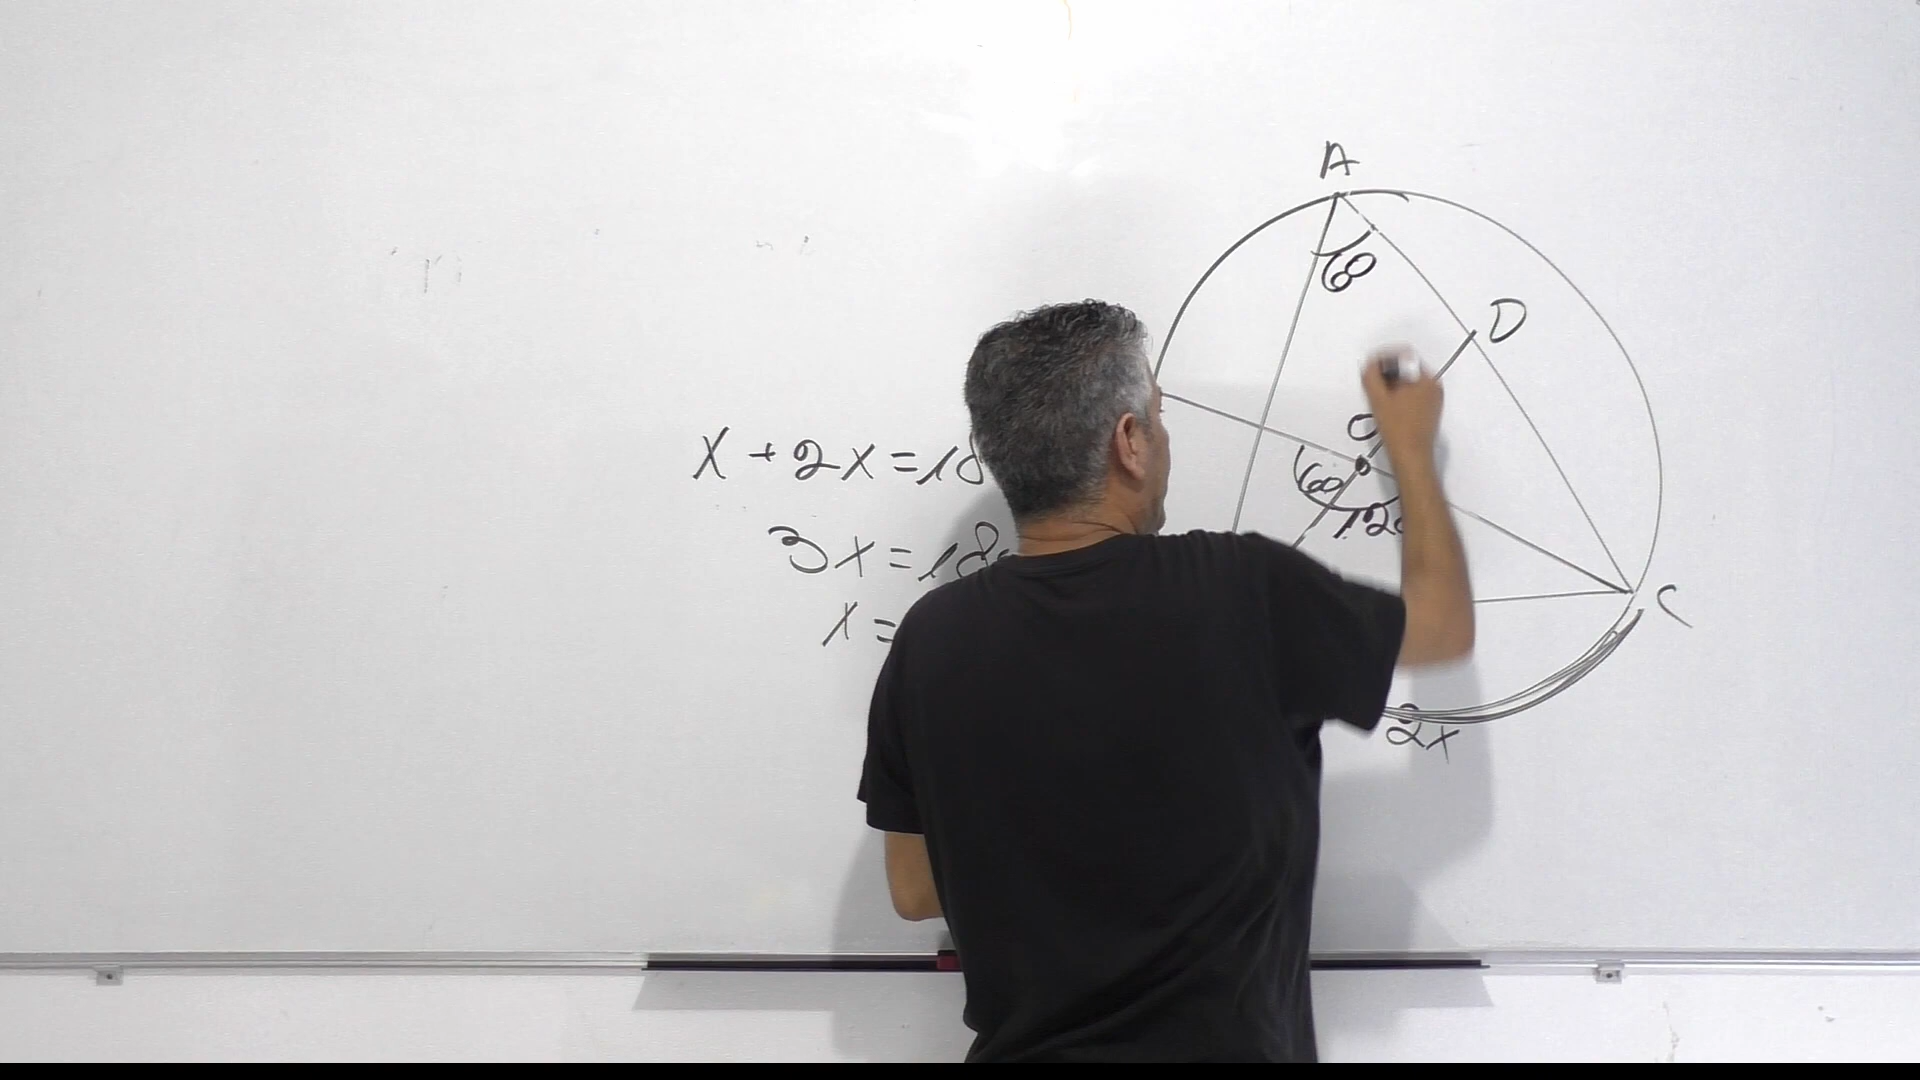 A
60
D
O
60
120
x + 2x = 18
3x = 18
x =
C
2x